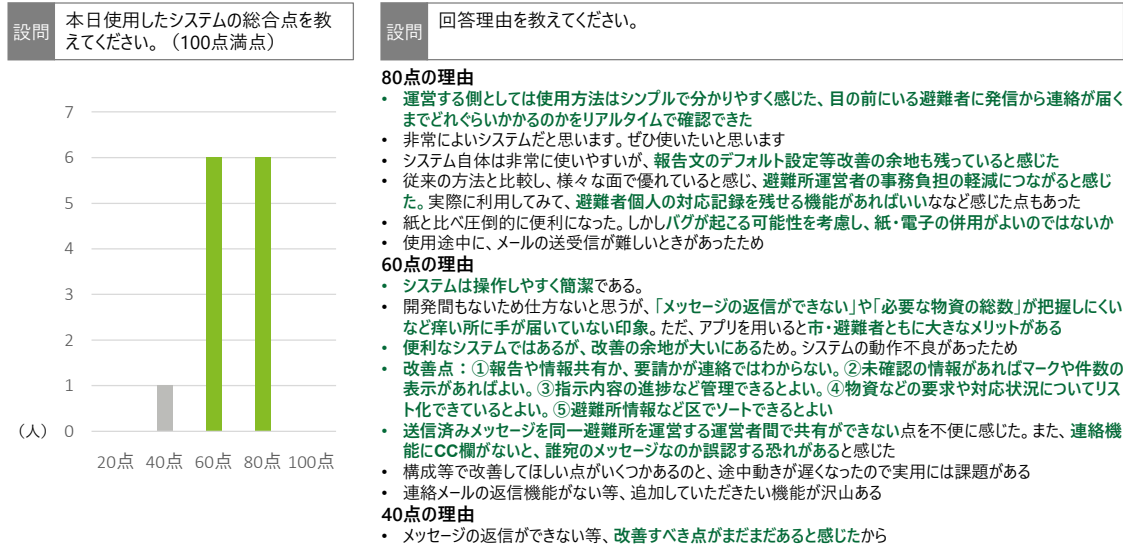 設問
本日使用したシステムの総合点を教
えてください。（100点満点）
7
6
5
4
3
2
1
（人） 0
20点 40点 60点 80点 100点
設問
回答理由を教えてください。
80点の理由
• 運営する側としては使用方法はシンプルで分かりやすく感じた、目の前にいる避難者に発信から連絡が届く
までどれぐらいかかるのかをリアルタイムで確認できた
• 非常によいシステムだと思います。ぜひ使いたいと思います
• システム自体は非常に使いやすいが、報告文のデフォルト設定等改善の余地も残っていると感じた
• 従来の方法と比較し、様々な面で優れていると感じ、避難所運営者の事務負担の軽減につながると感じ
た。実際に利用してみて、避難者個人の対応記録を残せる機能があればいいななど感じた点もあった
• 紙と比べ圧倒的に便利になった。しかしバグが起こる可能性を考慮し、紙・電子の併用がよいのではないか
• 使用途中に、メールの送受信が難しいときがあったため
60点の理由
• システムは操作しやすく簡潔である。
• 開発間もないため仕方ないと思うが、「メッセージの返信ができない」や「必要な物資の総数」が把握しにくい
など痒い所に手が届いていない印象。ただ、アプリを用いると市・避難者ともに大きなメリットがある
• 便利なシステムではあるが、改善の余地が大いにあるため。システムの動作不良があったため
• 改善点：①報告や情報共有か、要請かが連絡ではわからない。②未確認の情報があればマークや件数の
表示があればよい。③指示内容の進捗など管理できるとよい。④物資などの要求や対応状況についてリス
ト化できているとよい。⑤避難所情報など区でソートできるとよい
• 送信済みメッセージを同一避難所を運営する運営者間で共有ができない点を不便に感じた。また、連絡機
能にCC欄がないと、誰宛のメッセージなのか誤認する恐れがあると感じた
• 構成等で改善してほしい点がいくつかあるのと、途中動きが遅くなったので実用には課題がある
• 連絡メールの返信機能がない等、追加していただきたい機能が沢山ある
40点の理由
• メッセージの返信ができない等、改善すべき点がまだまだあると感じたから